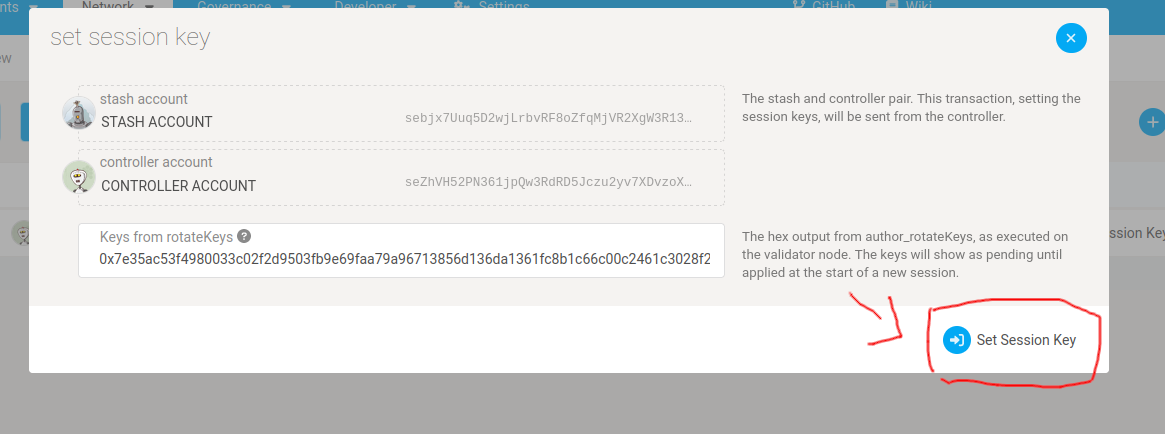 nts Network Governance Developer Settings GitHub Wiki
set session key
ew
stash account
STASH ACCOUNT sebjx7Uuq5D2wjLrbvRF8oZfqMjVR2XgW3R13…
The stash and controller pair. This transaction, setting the
session keys, will be sent from the controller.
controller account
CONTROLLER ACCOUNT seZhVH52PN361jpQw3RdRD5Jczu2yv7XDvzoX…
Keys from rotateKeys ?
0x7e35ac53f4980033c02f2d9503fb9e69faa79a96713856d136da1361fc8b1c66c00c2461c3028f2
The hex output from author_rotateKeys, as executed on
the validator node. The keys will show as pending until
applied at the start of a new session.
ssion Key
Set Session Key